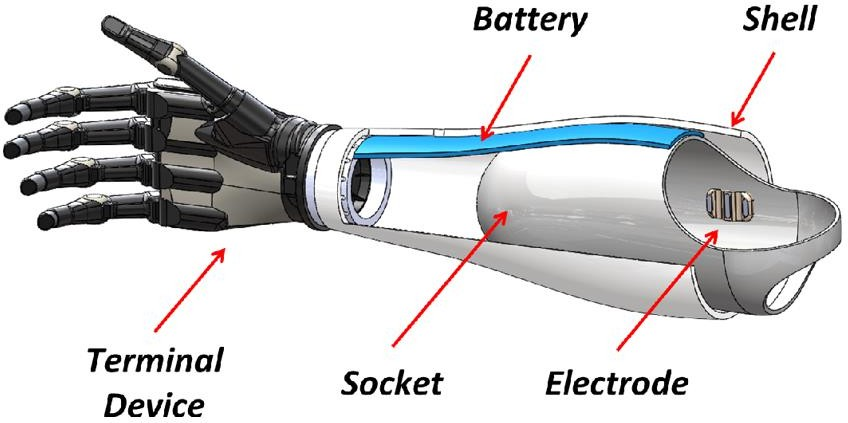 Battery
Shell
Terminal
Device
Socket
Electrode